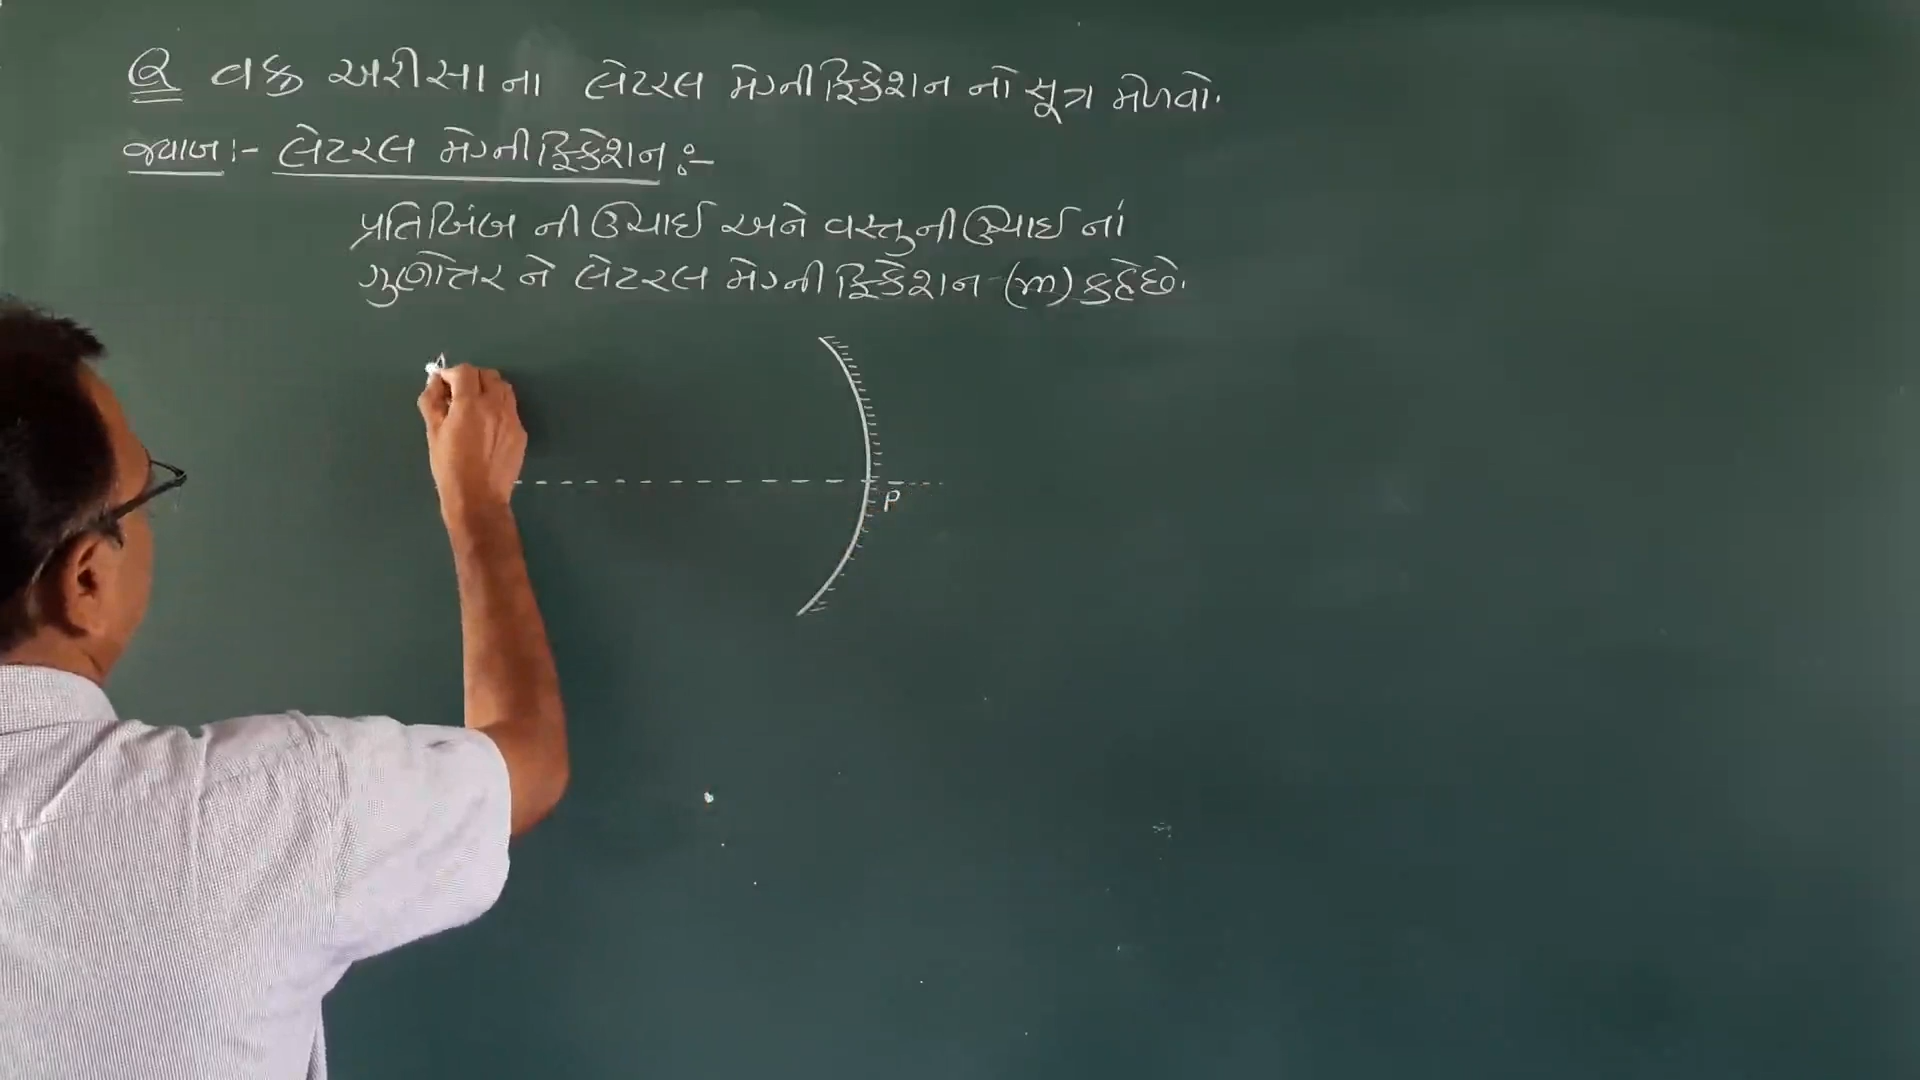 Q વક્ર અરીસાના લેટરલ મેગ્નીફિકેશન નો સૂત્ર મેળવો.
જવાબ :- લેટરલ મેગ્નીફિકેશન :-
પ્રતિબિંબ ની ઉંચાઈ અને વસ્તુની ઉંચાઈ નાં
ગુણોત્તર ને લેટરલ મેગ્નીફિકેશન (m) કહે છે.
A
P